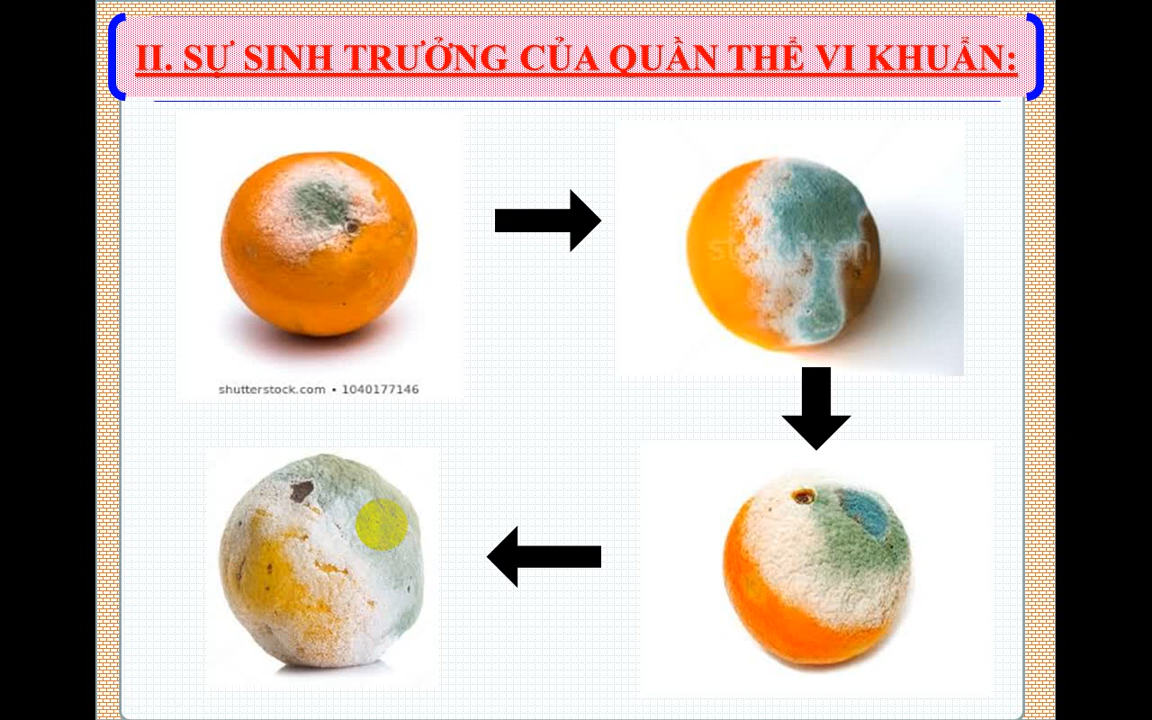 II. SỰ SINH TRƯỞNG CỦA QUẦN THỂ VI KHUẨN:
shutterstock.com • 1040177146